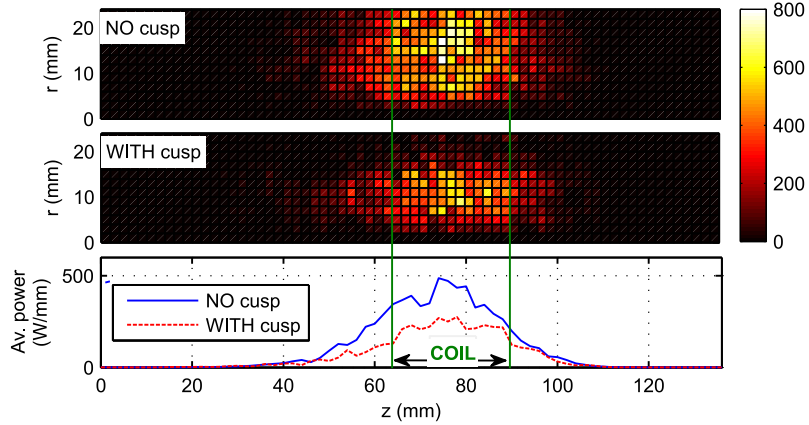 NO cusp
r (mm)
20
10
0
WITH cusp
r (mm)
20
10
0
800
600
400
200
0
Av. power
(W/mm)
500
0
NO cusp
WITH cusp
COIL
0 20 40 60 80 100 120
z (mm)